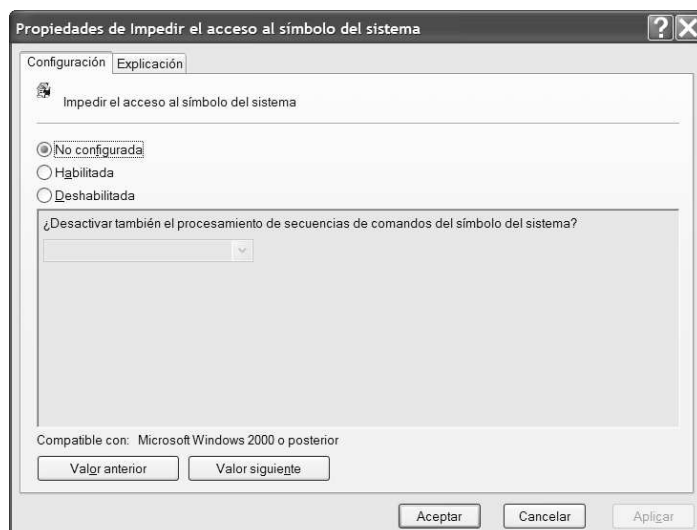 Propiedades de Impedir el acceso al símbolo del sistema
Configuración Explicación
Impedir el acceso al símbolo del sistema
No configurada
Habilitada
Deshabilitada
¿Desactivar también el procesamiento de secuencias de comandos del símbolo del sistema?
Compatible con: Microsoft Windows 2000 o posterior
Valor anterior Valor siguiente
Aceptar Cancelar Aplicar